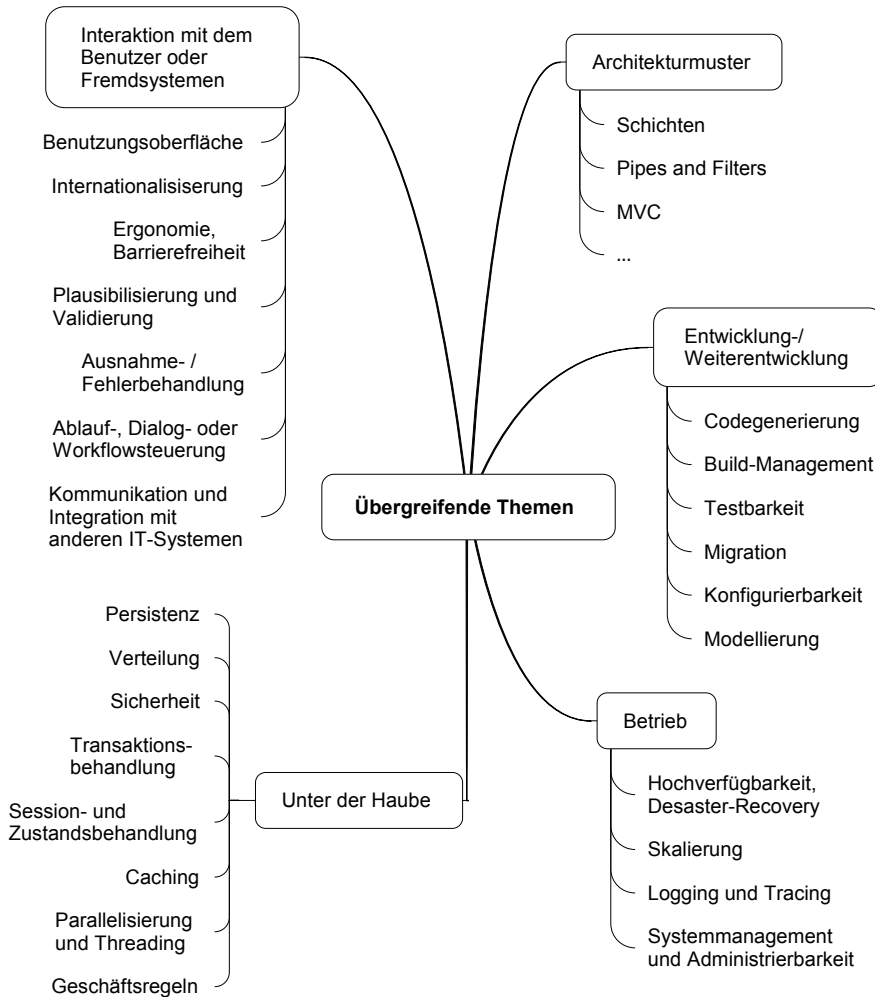 Interaktion mit dem
Benutzer oder
Fremdsystemen
Benutzungsoberfläche
Internationalisiserung
Ergonomie,
Barrierefreiheit
Plausibilisierung und
Validierung
Ausnahme- /
Fehlerbehandlung
Ablauf-, Dialog- oder
Workflowsteuerung
Kommunikation und
Integration mit
anderen IT-Systemen
Architekturmuster
Schichten
Pipes and Filters
MVC
...
Entwicklung-/
Weiterentwicklung
Codegenerierung
Build-Management
Testbarkeit
Migration
Konfigurierbarkeit
Modellierung
Übergreifende Themen
Persistenz
Verteilung
Sicherheit
Transaktions-
behandlung
Session- und
Zustandsbehandlung
Caching
Parallelisierung
und Threading
Geschäftsregeln
Unter der Haube
Betrieb
Hochverfügbarkeit,
Desaster-Recovery
Skalierung
Logging und Tracing
Systemmanagement
und Administrierbarkeit